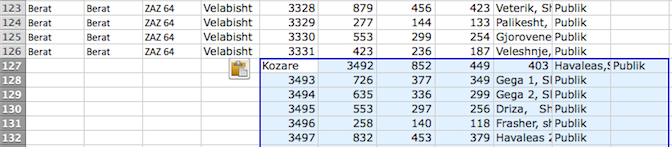 123 Berat Berat ZAZ 64 Velabisht 3328 879 456 423 Veterik, Sh Publik
124 Berat Berat ZAZ 64 Velabisht 3329 277 144 133 Palikesht, Publik
125 Berat Berat ZAZ 64 Velabisht 3330 553 299 254 Gjorovene Publik
126 Berat Berat ZAZ 64 Velabisht 3331 423 236 187 Veleshnje, Publik
127 Kozare 3492 852 449 403 Havaleas,S Publik
128 3493 726 377 349 Gega 1, Sh Publik
129 3494 635 336 299 Gega 2, Sh Publik
130 3495 553 297 256 Driza, Sh Publik
131 3496 258 140 118 Frasher, sh Publik
132 3497 832 453 379 Havaleas 2 Publik